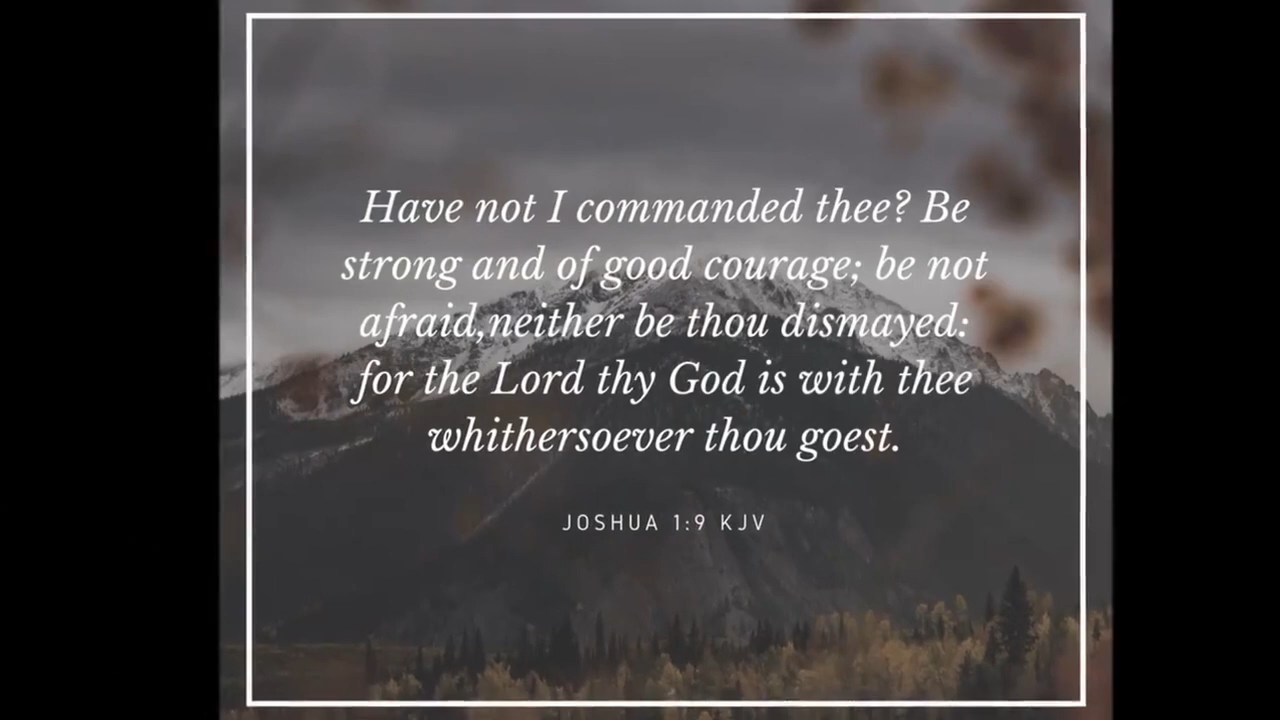 Have not I commanded thee? Be
strong and of good courage; be not
afraid,neither be thou dismayed:
for the Lord thy God is with thee
whithersoever thou goest.
JOSHUA 1:9 KJV